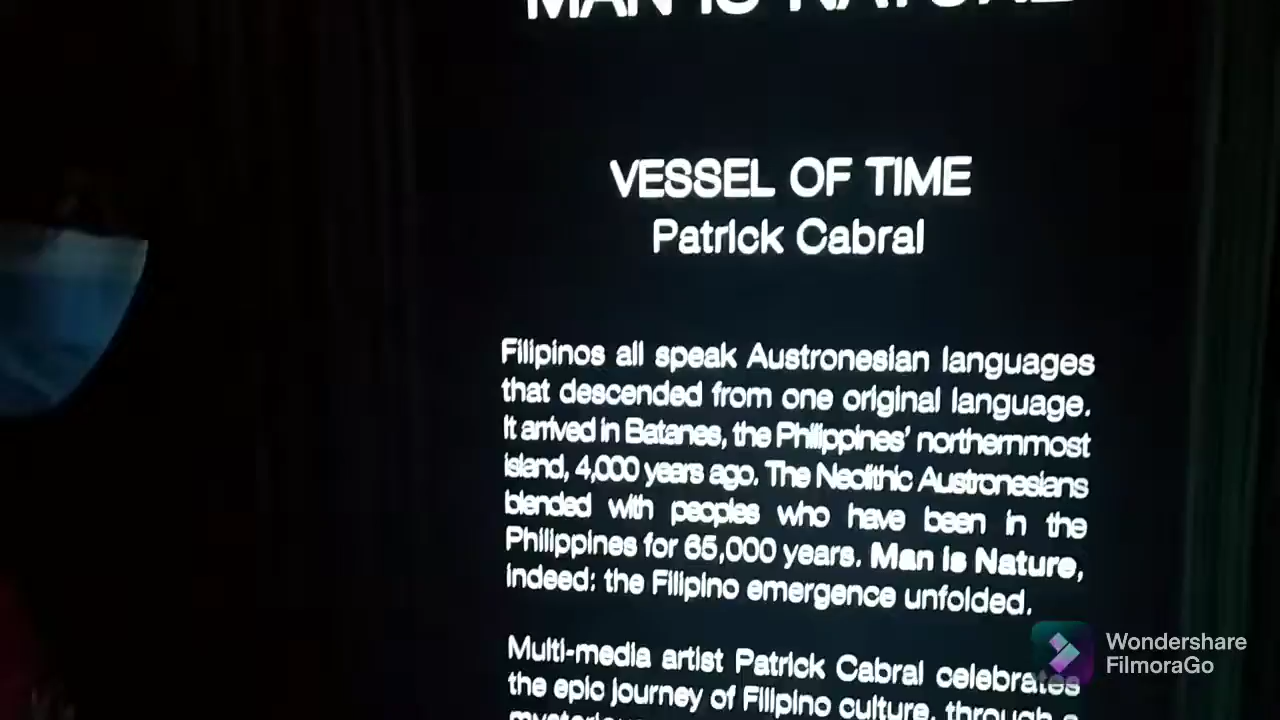 MAN IS NATURE
VESSEL OF TIME
Patrick Cabral
Filipinos all speak Austronesian languages
that descended from one original language.
It arrived in Batanes, the Philippines' northernmost
island, 4,000 years ago. The Neolithic Austronesians
blended with peoples who have been in the
Philippines for 65,000 years. Man is Nature,
indeed: the Filipino emergence unfolded.
Multi-media artist Patrick Cabral celebrates
the epic journey of Filipino culture, through a
Wondershare
FilmoraGo